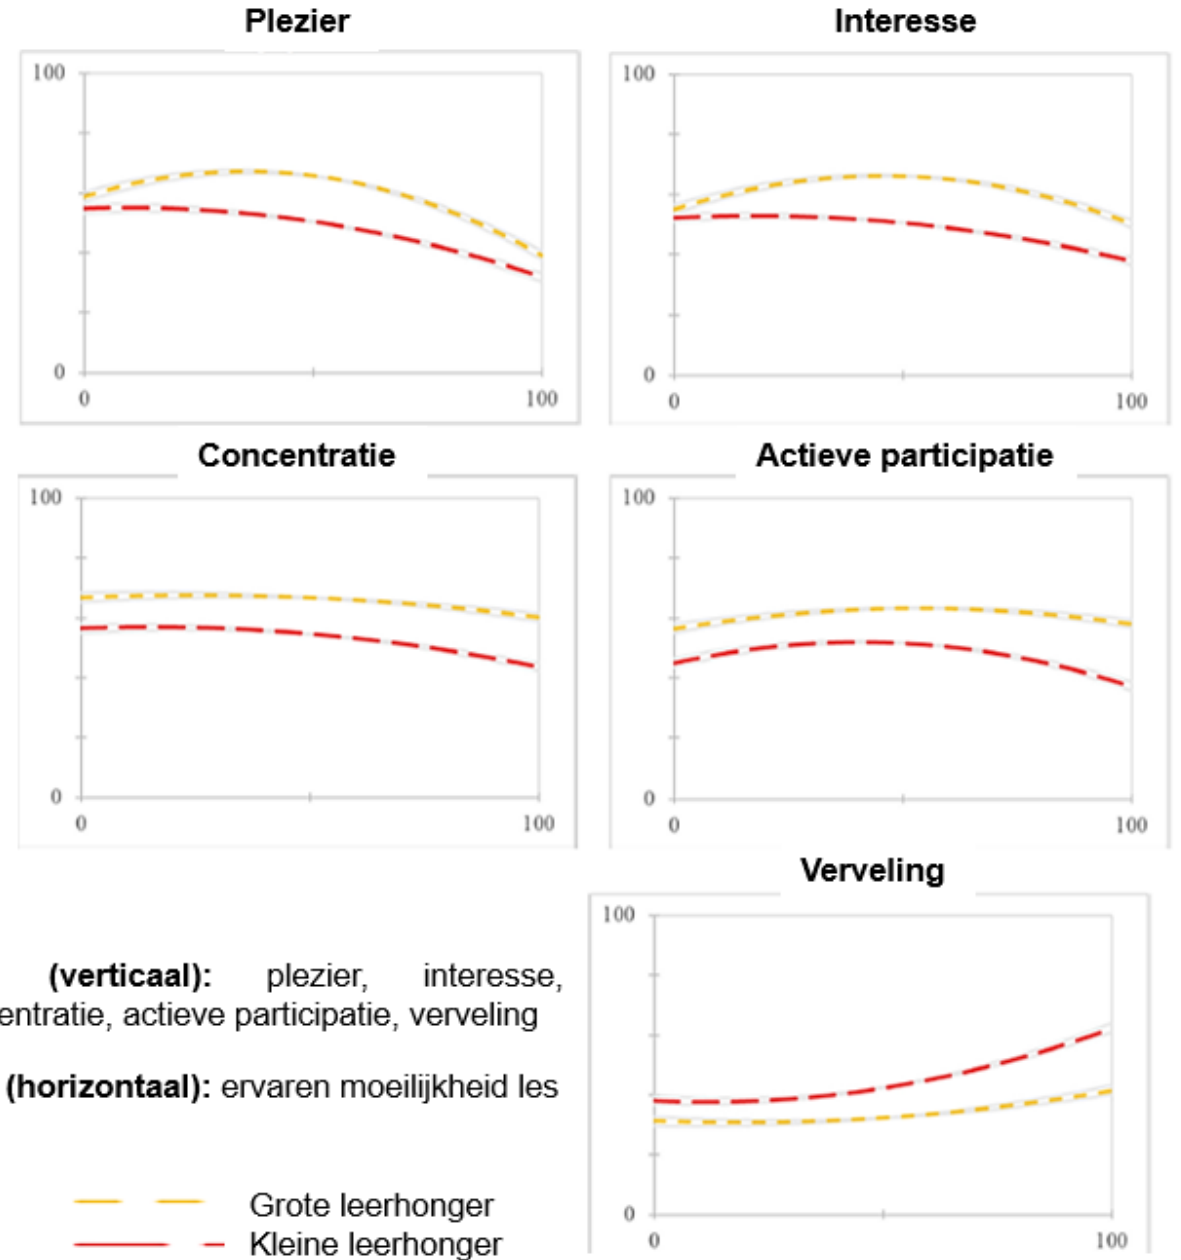 Plezier
Interesse
100
0
0
100
100
0
0
100
Concentratie
Actieve participatie
100
0
0
100
100
0
0
100
Verveling
100
0
0
100
(verticaal): plezier, interesse,
entratie, actieve participatie, verveling
(horizontaal): ervaren moeilijkheid les
Grote leerhonger
Kleine leerhonger